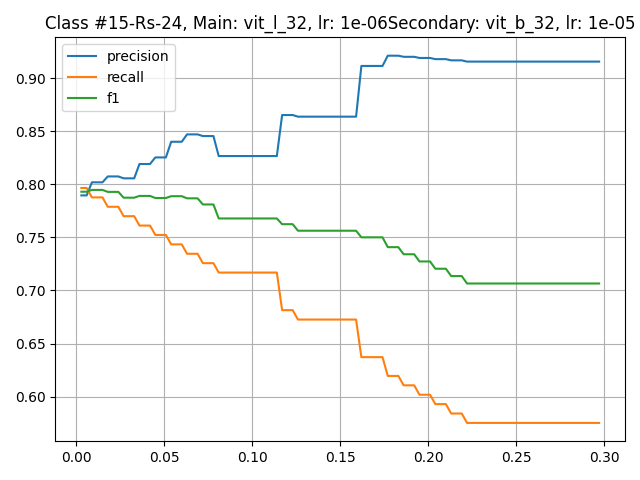 Class #15-Rs-24, Main: vit_l_32, lr: 1e-06Secondary: vit_b_32, lr: 1e-05
precision
recall
f1
0.90
0.85
0.80
0.75
0.70
0.65
0.60
0.00 0.05 0.10 0.15 0.20 0.25 0.30